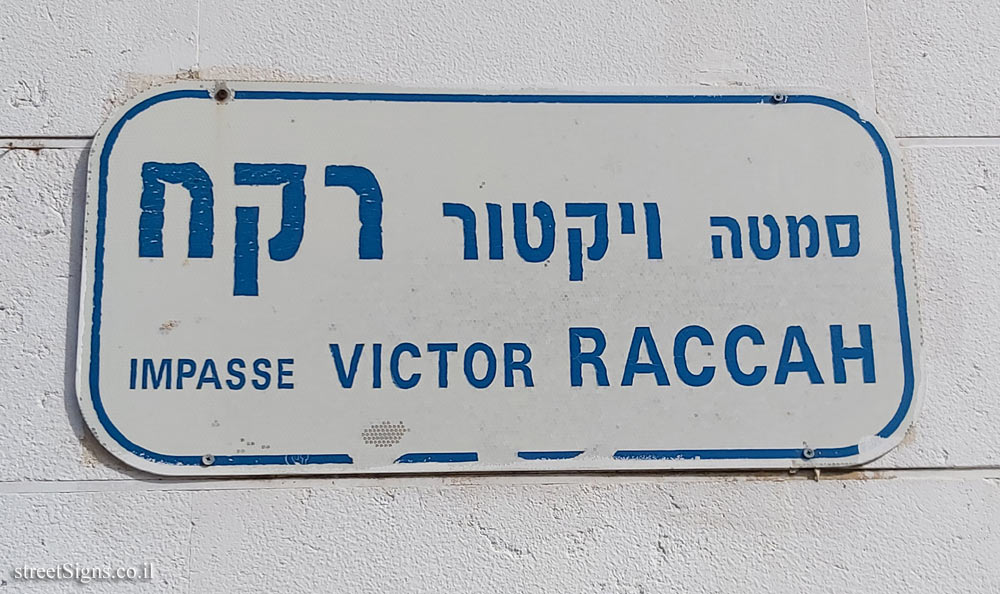 סמטה ויקטור רקח
IMPASSE VICTOR RACCAH
streetSigns.co.il